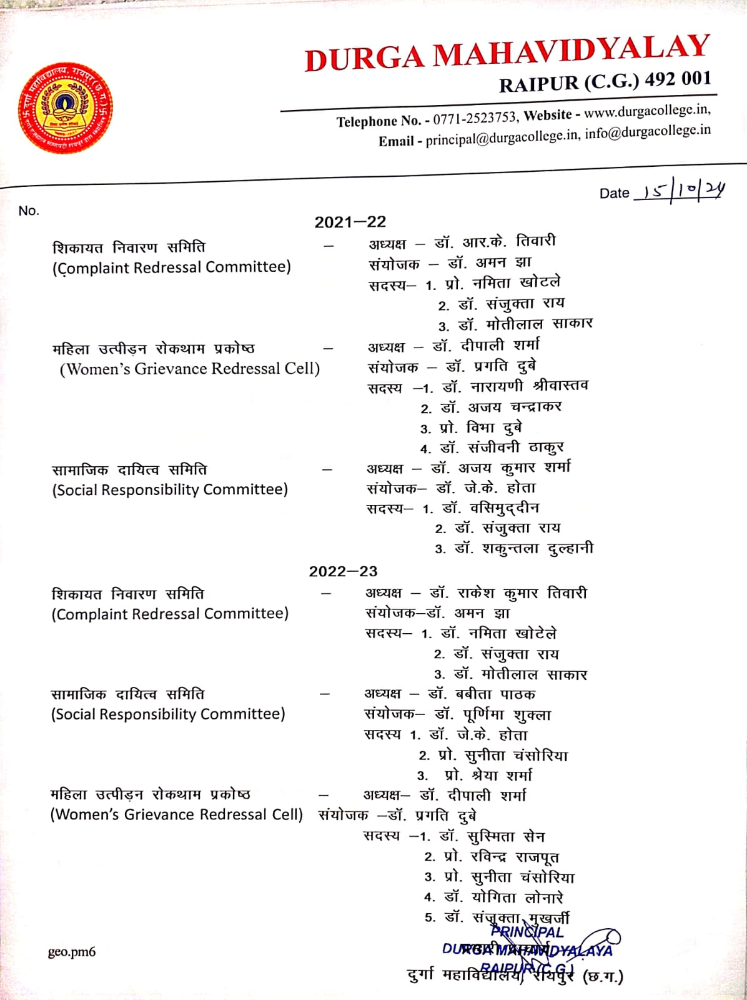 DURGA MAHAVIDYALAY
RAIPUR (C.G.) 492 001
Telephone No. - 0771-2523753, Website - www.durgacollege.in,
Email - principal@durgacollege.in, info@durgacollege.in
Date 15/10/24
No.
2021—22
शिकायत निवारण समिति — अध्यक्ष — डॉ. आर.के. तिवारी
(Complaint Redressal Committee) संयोजक — डॉ. अमन झा
सदस्य— 1. प्रो. नमिता खोटले
2. डॉ. संजुक्ता राय
3. डॉ. मोतीलाल साकार
महिला उत्पीड़न रोकथाम प्रकोष्ठ — अध्यक्ष — डॉ. दीपाली शर्मा
(Women's Grievance Redressal Cell) संयोजक — डॉ. प्रगति दुबे
सदस्य —1. डॉ. नारायणी श्रीवास्तव
2. डॉ. अजय चन्द्राकर
3. प्रो. विभा दुबे
4. डॉ. संजीवनी ठाकुर
सामाजिक दायित्व समिति — अध्यक्ष — डॉ. अजय कुमार शर्मा
(Social Responsibility Committee) संयोजक— डॉ. जे.के. होता
सदस्य— 1. डॉ. वसिमुद्दीन
2. डॉ. संजुक्ता राय
3. डॉ. शकुन्तला दुल्हानी
2022—23
शिकायत निवारण समिति — अध्यक्ष — डॉ. राकेश कुमार तिवारी
(Complaint Redressal Committee) संयोजक—डॉ. अमन झा
सदस्य— 1. डॉ. नमिता खोटेले
2. डॉ. संजुक्ता राय
3. डॉ. मोतीलाल साकार
सामाजिक दायित्व समिति — अध्यक्ष — डॉ. बबीता पाठक
(Social Responsibility Committee) संयोजक— डॉ. पूर्णिमा शुक्ला
सदस्य 1. डॉ. जे.के. होता
2. प्रो. सुनीता चंसोरिया
3. प्रो. श्रेया शर्मा
महिला उत्पीड़न रोकथाम प्रकोष्ठ — अध्यक्ष— डॉ. दीपाली शर्मा
(Women's Grievance Redressal Cell) संयोजक —डॉ. प्रगति दुबे
सदस्य —1. डॉ. सुस्मिता सेन
2. प्रो. रविन्द्र राजपूत
3. प्रो. सुनीता चंसोरिया
4. डॉ. योगिता लोनारे
5. डॉ. संजुक्ता मुखर्जी
PRINCIPAL
DURGA MAHAVIDYALAYA
RAIPUR (C.G.)
geo.pm6
दुर्गा महाविद्यालय, रायपुर (छ.ग.)